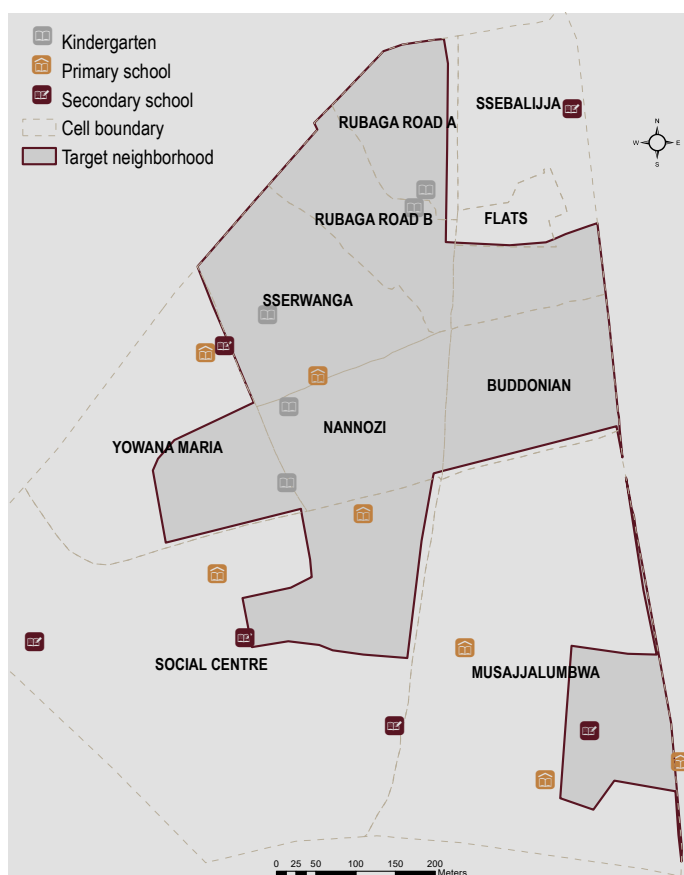 Kindergarten
Primary school
Secondary school
Cell boundary
Target neighborhood
SSEBALIJJA
RUBAGA ROAD A
N
W E
S
RUBAGA ROAD B
FLATS
SSERWANGA
BUDDONIAN
NANNOZI
YOWANA MARIA
SOCIAL CENTRE
MUSAJJALUMBWA
0 25 50 100 150 200
Meters